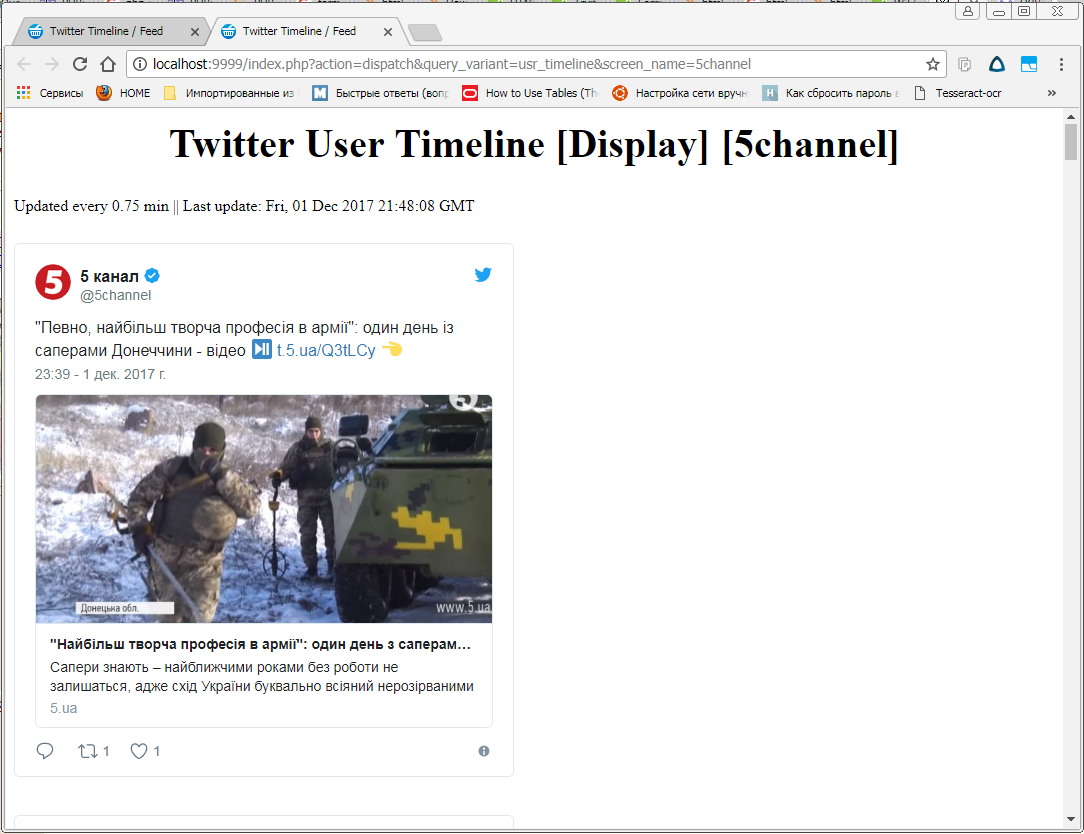 Twitter Timeline / Feed
Twitter Timeline / Feed
localhost:9999/index.php?action=dispatch&query_variant=usr_timeline&screen_name=5channel
Сервисы
HOME
Импортированные из
M
Быстрые ответы (вопр
How to Use Tables (Th
Настройка сети вручн
H
Как сбросить пароль в
Tesseract-ocr
»
Twitter User Timeline [Display] [5channel]
Updated every 0.75 min || Last update: Fri, 01 Dec 2017 21:48:08 GMT
5
5 канал
@5channel
"Певно, найбільш творча професія в армії": один день із
саперами Донеччини - відео t.5.ua/Q3tLCy
23:39 - 1 дек. 2017 г.
5
Донецька обл.
www.5.ua
"Найбільш творча професія в армії": один день з саперам…
Сапери знають – найближчими роками без роботи не
залишаться, адже схід України буквально всіяний нерозірваними
5.ua
1
1